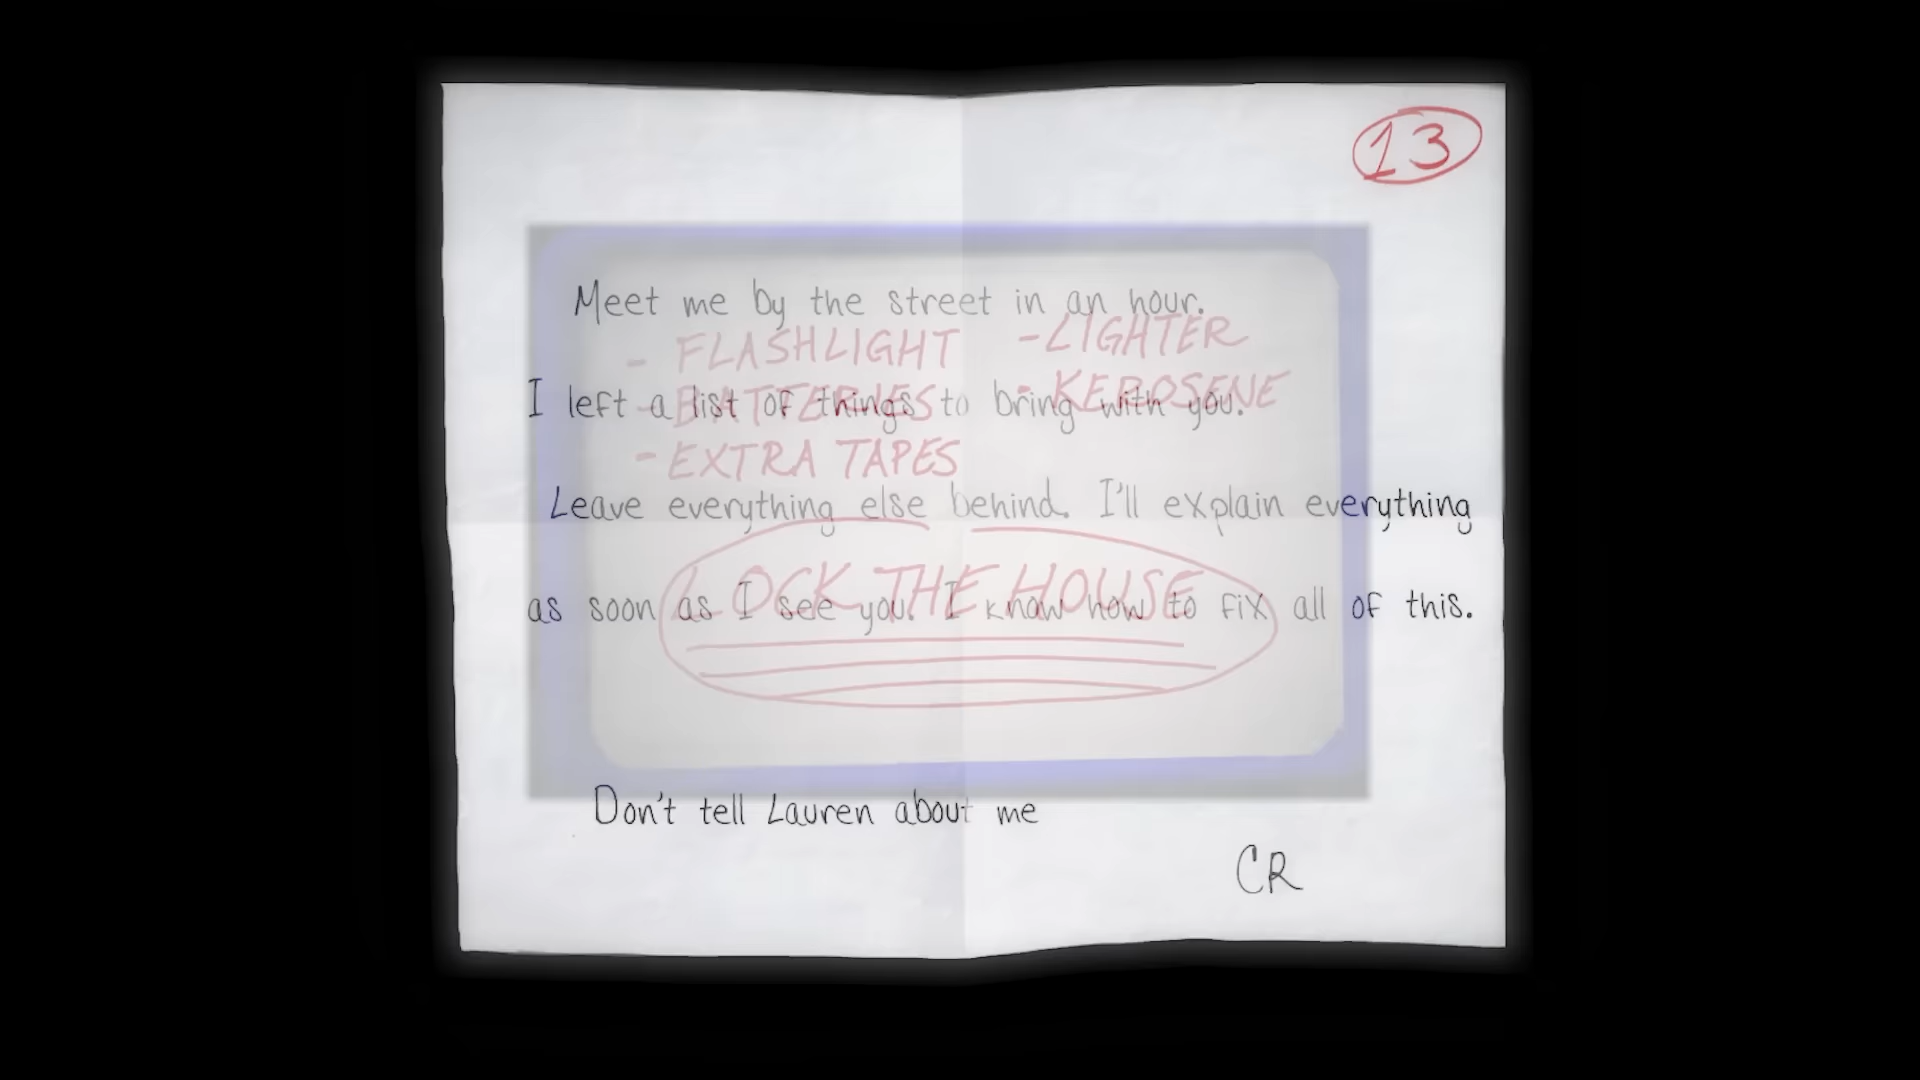 13
Meet me by the street in an hour.
- FLASHLIGHT
- LIGHTER
I left a list of things to bring with you.
- BATTERIES
- KEROSENE
- EXTRA TAPES
Leave everything else behind. I'll explain everything
LOCK THE HOUSE
as soon as I see you. I know how to fix all of this.
Don't tell Lauren about me
CR